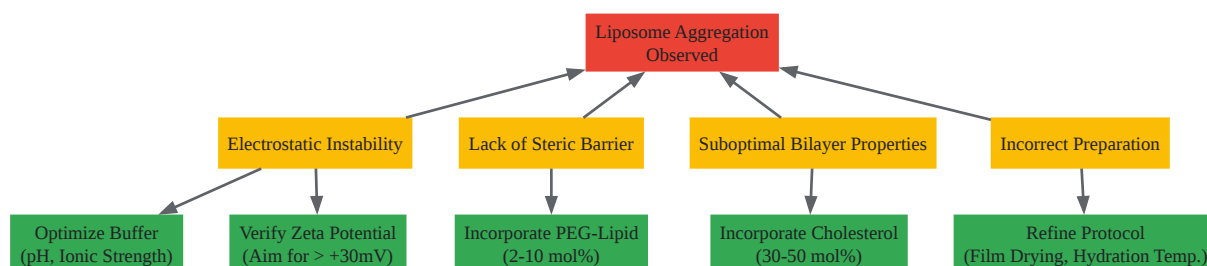 Liposome Aggregation
Observed
Electrostatic Instability
Lack of Steric Barrier
Suboptimal Bilayer Properties
Incorrect Preparation
Optimize Buffer
(pH, Ionic Strength)
Verify Zeta Potential
(Aim for > +30mV)
Incorporate PEG-Lipid
(2-10 mol%)
Incorporate Cholesterol
(30-50 mol%)
Refine Protocol
(Film Drying, Hydration Temp.)